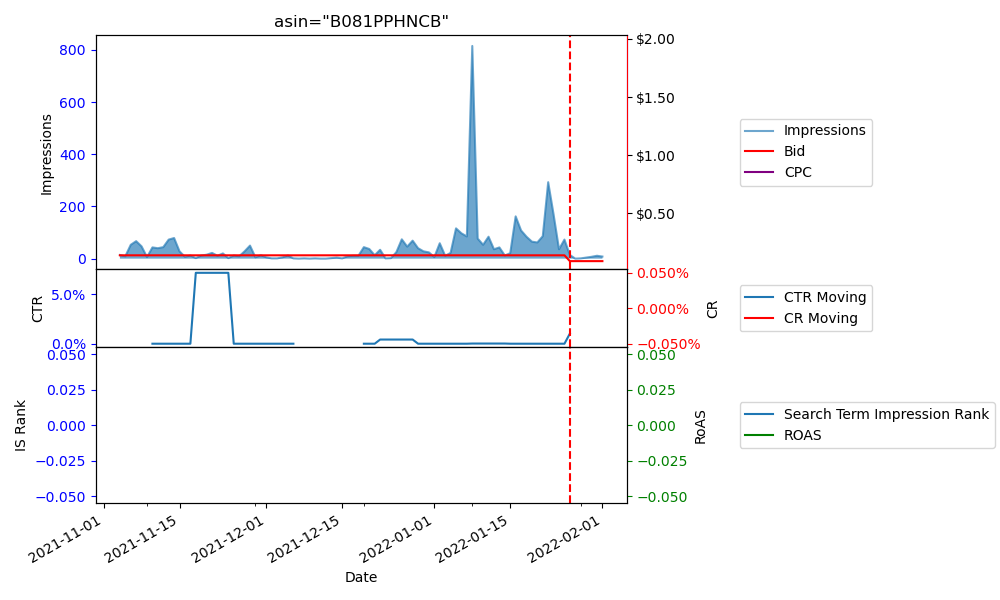 asin="B081PPHNCB"
800
600
400
200
0
Impressions
$2.00
$1.50
$1.00
$0.50
Impressions
Bid
CPC
5.0%
0.0%
CTR
0.050%
0.000%
−0.050%
CR
CTR Moving
CR Moving
0.050
0.025
0.000
−0.025
−0.050
IS Rank
0.050
0.025
0.000
−0.025
−0.050
RoAS
Search Term Impression Rank
ROAS
2021-11-01
2021-11-15
2021-12-01
2021-12-15
2022-01-01
2022-01-15
2022-02-01
Date